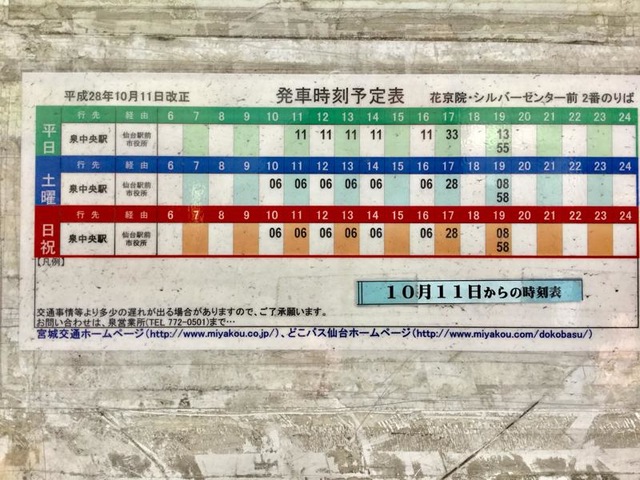 平成28年10月11日改正 発車時刻予定表 花京院・シルバーセンター前 2番のりば
平日 行先 経由 6 7 8 9 10 11 12 13 14 15 16 17 18 19 20 21 22 23 24
泉中央駅 仙台駅前 市役所 11 11 11 11 11 33 13
55
土曜 行先 経由 6 7 8 9 10 11 12 13 14 15 16 17 18 19 20 21 22 23 24
泉中央駅 仙台駅前 市役所 06 06 06 06 06 06 28 08
58
日祝 行先 経由 6 7 8 9 10 11 12 13 14 15 16 17 18 19 20 21 22 23 24
泉中央駅 仙台駅前 市役所 06 06 06 06 06 06 28 08
58
[凡例]
10月11日からの時刻表
交通事情等より多少の遅れが出る場合がありますので、ご了承願います。
お問い合わせは、泉営業所(TEL 772-0501)まで…
宮城交通ホームページ(http://www.miyakou.co.jp/)、どこバス仙台ホームページ(http://www.miyakou.com/dokobasu/)